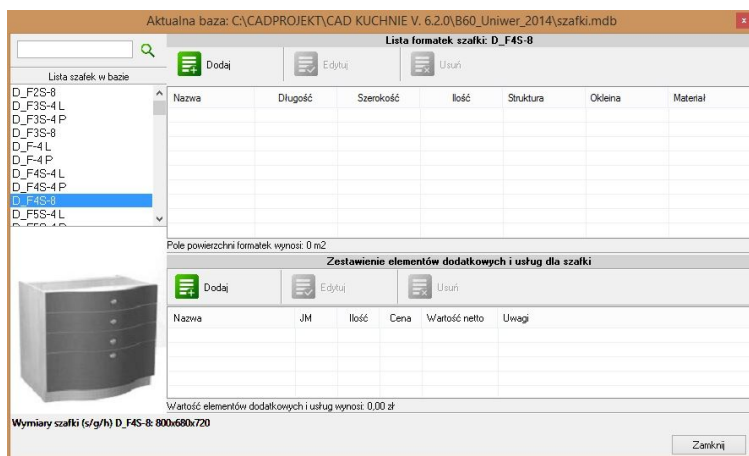 Aktualna baza: C:\CADPROJEKT\CAD KUCHNIE V. 6.2.0\B60_Uniwer_2014\szafki.mdb
x
Lista formatek szafki: D_F4S-8
Dodaj Edytuj Usuń
Lista szafek w bazie
Nazwa Długość Szerokość Ilość Struktura Okleina Materiał
D_F2S-8
D_F3S-4 L
D_F3S-4 P
D_F3S-8
D_F-4 L
D_F-4 P
D_F4S-4 L
D_F4S-4 P
D_F4S-8
D_F5S-4 L
Pole powierzchni formatek wynosi: 0 m2
Zestawienie elementów dodatkowych i usług dla szafki
Dodaj Edytuj Usuń
Nazwa JM Ilość Cena Wartość netto Uwagi
Wartość elementów dodatkowych i usług wynosi: 0,00 zł
Wymiary szafki (s/g/h) D_F4S-8: 800x680x720
Zamknij